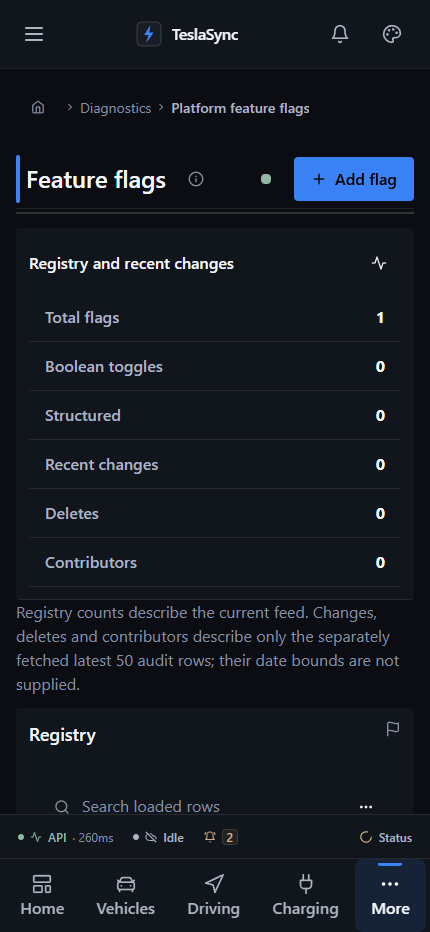 TeslaSync
Diagnostics
Platform feature flags
Feature flags
Add flag
Registry and recent changes
Total flags 1
Boolean toggles 0
Structured 0
Recent changes 0
Deletes 0
Contributors 0
Registry counts describe the current feed. Changes,
deletes and contributors describe only the separately
fetched latest 50 audit rows; their date bounds are not
supplied.
Registry
Search loaded rows
API · 260ms Idle 2 Status
Home Vehicles Driving Charging More